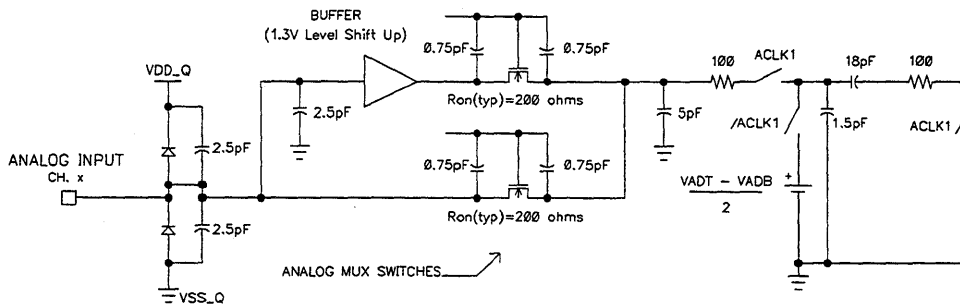 BUFFER
(1.3V Level Shift Up)
0.75pF
0.75pF
VDD_Q
100
ACLK1
18pF
100
2.5pF
Ron(typ)=200 ohms
5pF
/ACLK1
1.5pF
ACLK1
ANALOG INPUT
CH. x
2.5pF
0.75pF
0.75pF
VADT - VADB
2
+
2.5pF
Ron(typ)=200 ohms
ANALOG MUX SWITCHES
VSS_Q